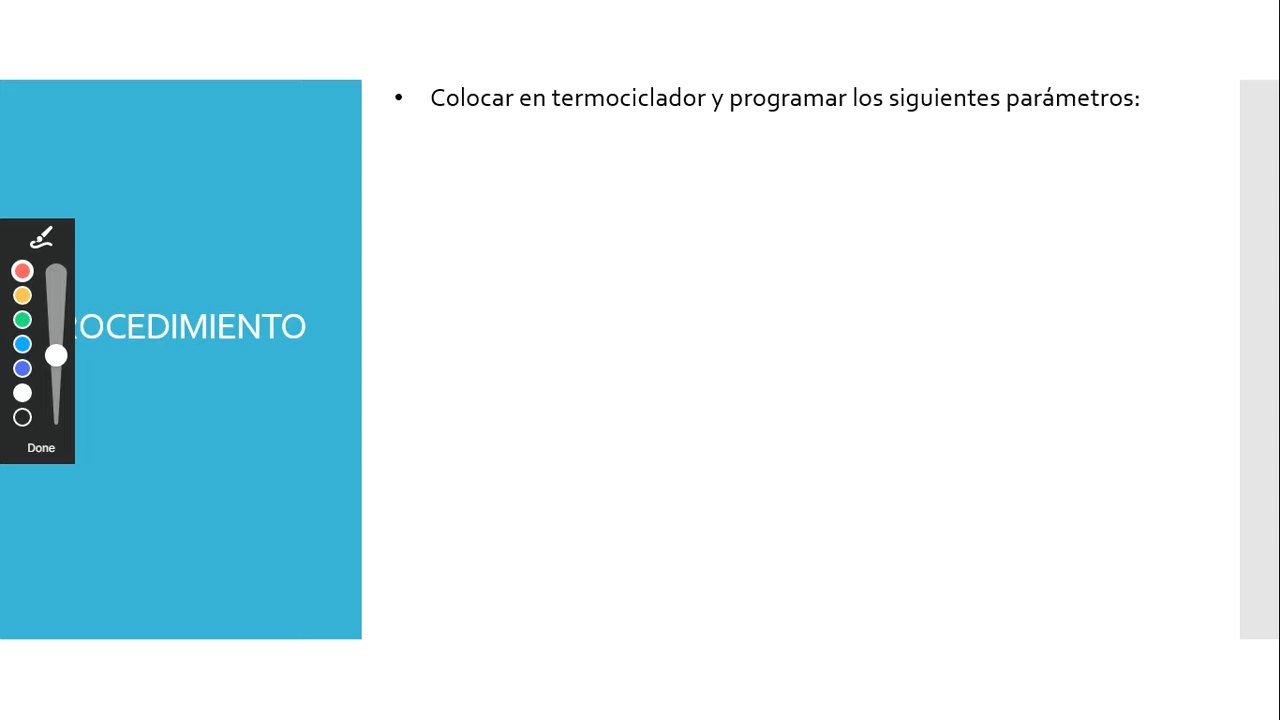 • Colocar en termociclador y programar los siguientes parámetros:
ROCEDIMIENTO
Done